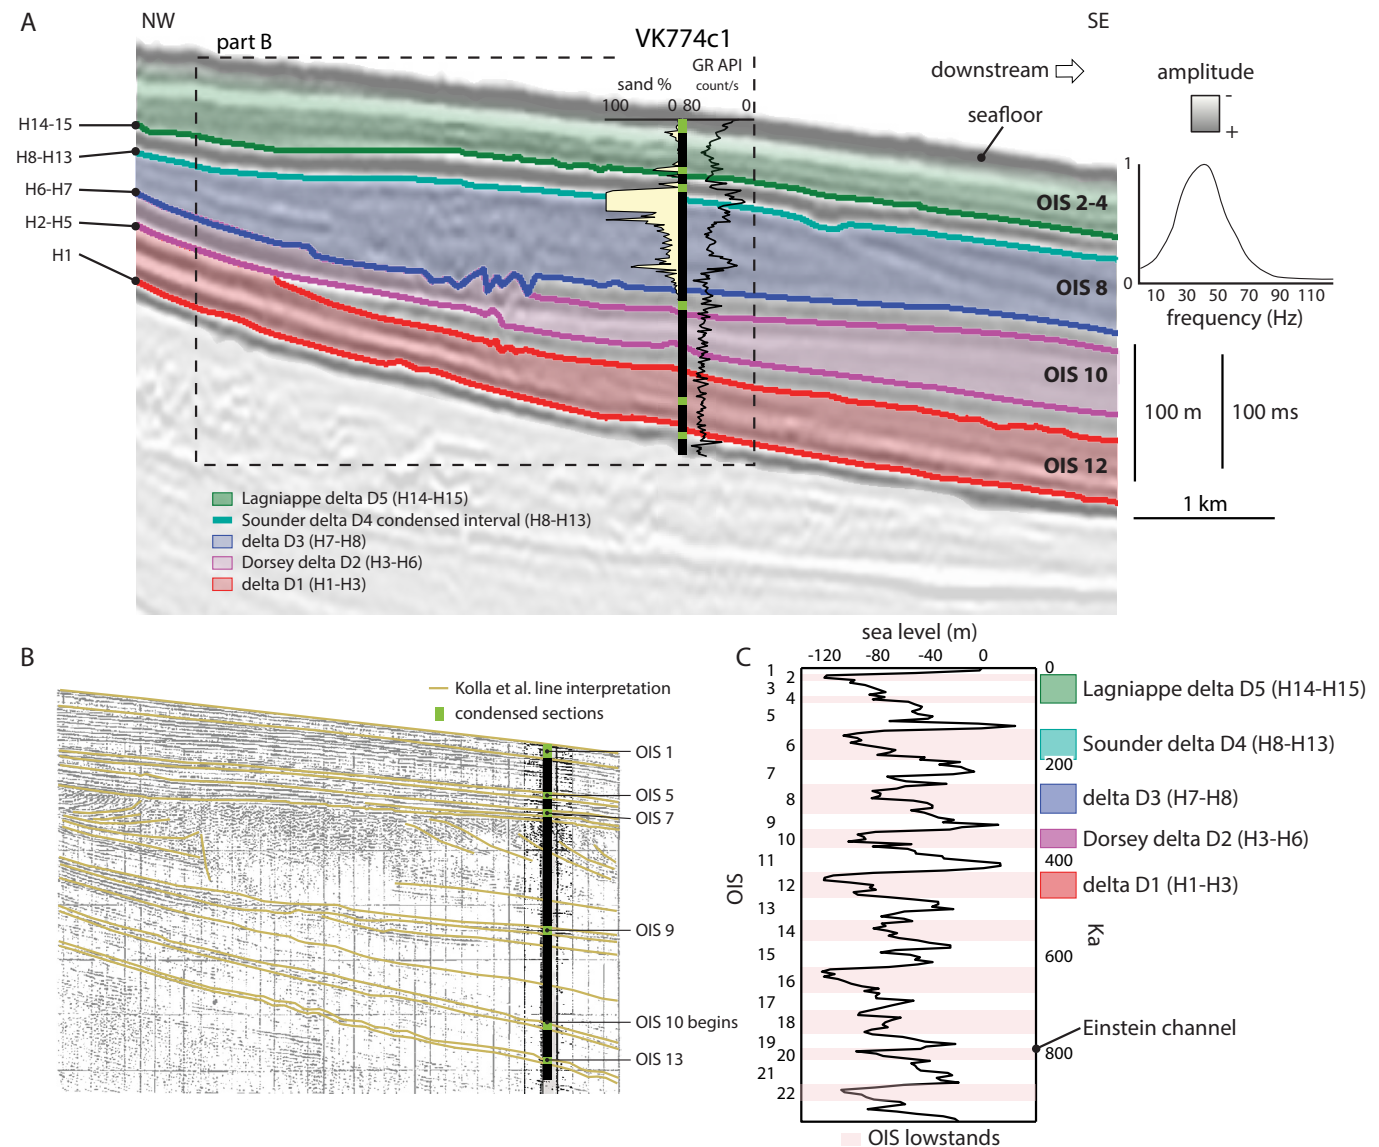 A
NW
SE
part B
VK774c1
GR API
count/s
sand %
100
0
80
0
downstream
amplitude
-
+
seafloor
H14-15
H8-H13
H6-H7
H2-H5
H1
OIS 2-4
OIS 8
OIS 10
OIS 12
1
0
10 30 50 70 90 110
frequency (Hz)
100 m
100 ms
1 km
Lagniappe delta D5 (H14-H15)
Sounder delta D4 condensed interval (H8-H13)
delta D3 (H7-H8)
Dorsey delta D2 (H3-H6)
delta D1 (H1-H3)
B
Kolla et al. line interpretation
condensed sections
OIS 1
OIS 5
OIS 7
OIS 9
OIS 10 begins
OIS 13
C
sea level (m)
-120 -80 -40 0
OIS
1
2
3
4
5
6
7
8
9
10
11
12
13
14
15
16
17
18
19
20
21
22
0
200
400
600
800
Ka
Lagniappe delta D5 (H14-H15)
Sounder delta D4 (H8-H13)
delta D3 (H7-H8)
Dorsey delta D2 (H3-H6)
delta D1 (H1-H3)
Einstein channel
OIS lowstands